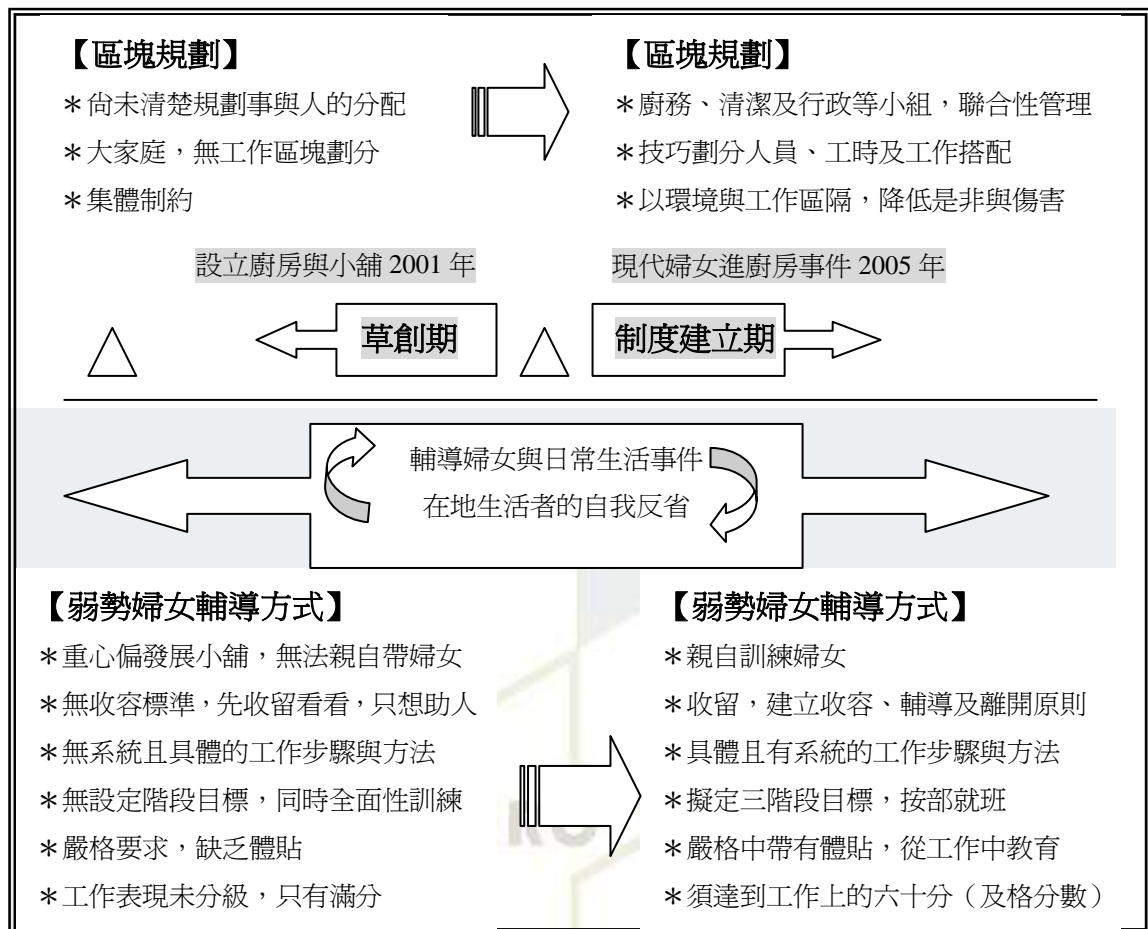 【區塊規劃】
＊尚未清楚規劃事與人的分配
＊大家庭，無工作區塊劃分
＊集體制約
【區塊規劃】
＊廚務、清潔及行政等小組，聯合性管理
＊技巧劃分人員、工時及工作搭配
＊以環境與工作區隔，降低是非與傷害
設立廚房與小舖 2001 年
現代婦女進廚房事件 2005 年
草創期
制度建立期
輔導婦女與日常生活事件
在地生活者的自我反省
【弱勢婦女輔導方式】
＊重心偏發展小舖，無法親自帶婦女
＊無收容標準，先收留看看，只想助人
＊無系統且具體的工作步驟與方法
＊無設定階段目標，同時全面性訓練
＊嚴格要求，缺乏體貼
＊工作表現未分級，只有滿分
【弱勢婦女輔導方式】
＊親自訓練婦女
＊收留，建立收容、輔導及離開原則
＊具體且有系統的工作步驟與方法
＊擬定三階段目標，按部就班
＊嚴格中帶有體貼，從工作中教育
＊須達到工作上的六十分（及格分數）